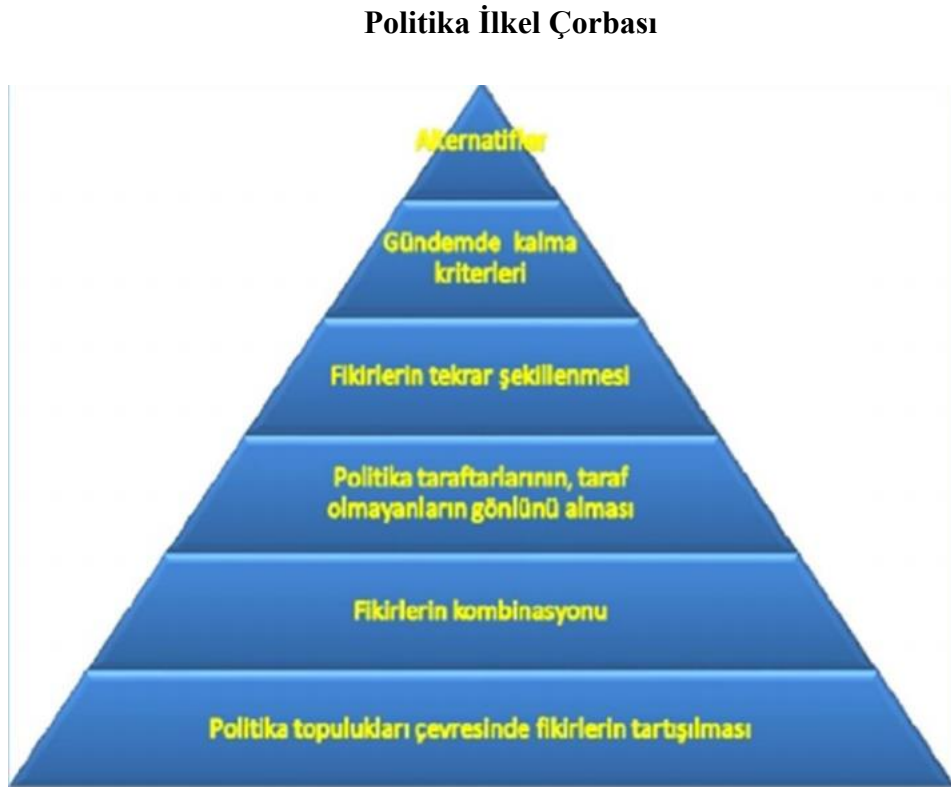 Politika İlkel Çorbası
Alternatifler
Gündemde kalma
kriterleri
Fikirlerin tekrar şekillenmesi
Politika taraftarlarının, taraf
olmayanların gönlünü alması
Fikirlerin kombinasyonu
Politika topulukları çevresinde fikirlerin tartışılması